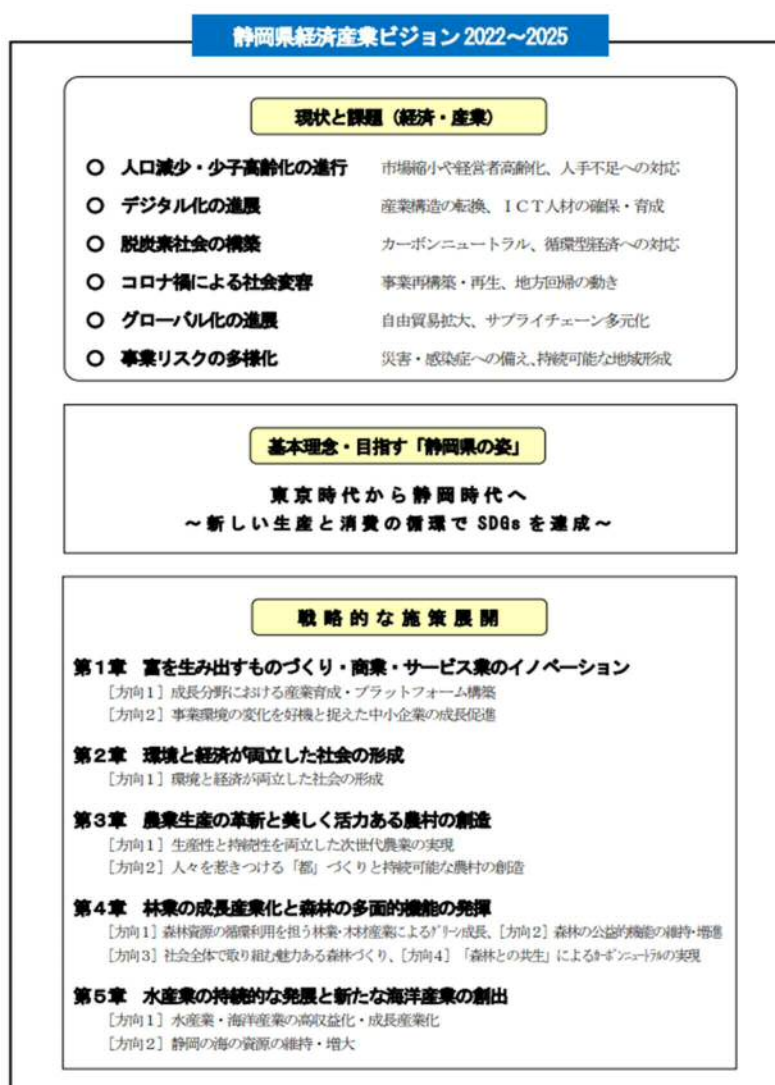 静岡県経済産業ビジョン 2022～2025
現状と課題（経済・産業）
○ 人口減少・少子高齢化の進行 市場縮小や経営者高齢化、人手不足への対応
○ デジタル化の進展 産業構造の転換、ＩＣＴ人材の確保・育成
○ 脱炭素社会の構築 カーボンニュートラル、循環型経済への対応
○ コロナ禍による社会変容 事業再構築・再生、地方回帰の動き
○ グローバル化の進展 自由貿易拡大、サプライチェーン多元化
○ 事業リスクの多様化 災害・感染症への備え、持続可能な地域形成
基本理念・目指す「静岡県の姿」
東京時代から静岡時代へ
～新しい生産と消費の循環で SDGs を達成～
戦略的な施策展開
第１章 富を生み出すものづくり・商業・サービス業のイノベーション
［方向１］成長分野における産業育成・プラットフォーム構築
［方向２］事業環境の変化を好機と捉えた中小企業の成長促進
第２章 環境と経済が両立した社会の形成
［方向１］環境と経済が両立した社会の形成
第３章 農業生産の革新と美しく活力ある農村の創造
［方向１］生産性と持続性を両立した次世代農業の実現
［方向２］人々を惹きつける「都」づくりと持続可能な農村の創造
第４章 林業の成長産業化と森林の多面的機能の発揮
［方向１］森林資源の循環利用を担う林業・木材産業によるｸﾞﾘｰﾝ成長、［方向２］森林の公益的機能の維持・増進
［方向３］社会全体で取り組む魅力ある森林づくり、［方向４］「森林との共生」によるｶｰﾎﾞﾝﾆｭｰﾄﾗﾙの実現
第５章 水産業の持続的な発展と新たな海洋産業の創出
［方向１］水産業・海洋産業の高収益化・成長産業化
［方向２］静岡の海の資源の維持・増大